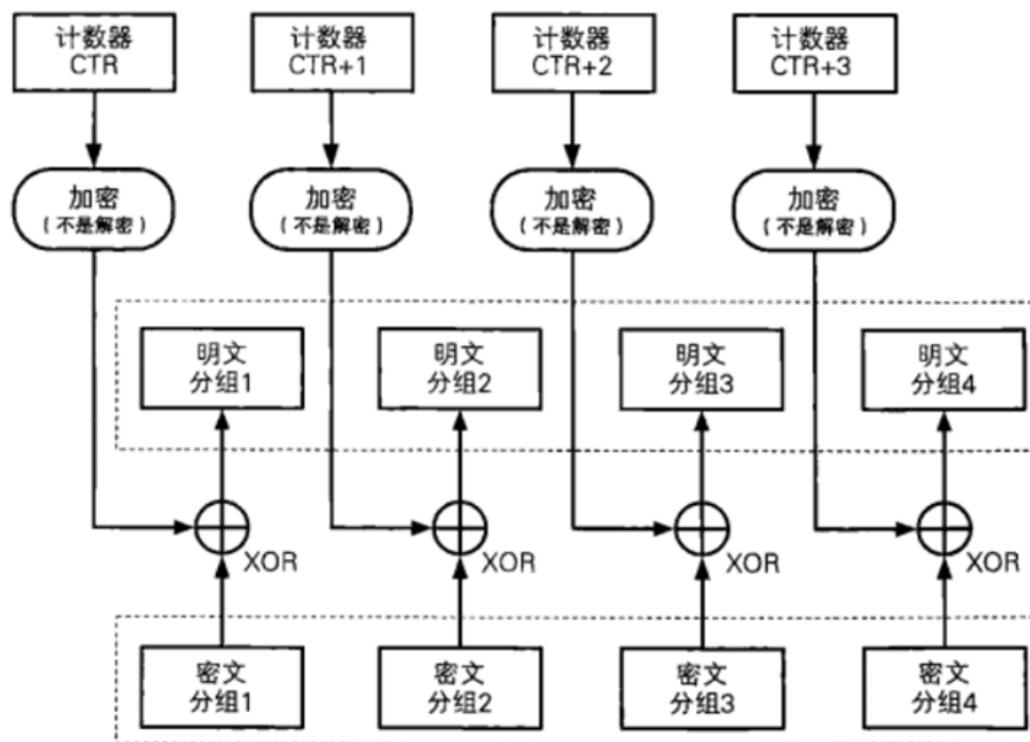 计数器
CTR
计数器
CTR+1
计数器
CTR+2
计数器
CTR+3
加密
(不是解密)
加密
(不是解密)
加密
(不是解密)
加密
(不是解密)
明文
分组1
明文
分组2
明文
分组3
明文
分组4
XOR
XOR
XOR
XOR
密文
分组1
密文
分组2
密文
分组3
密文
分组4